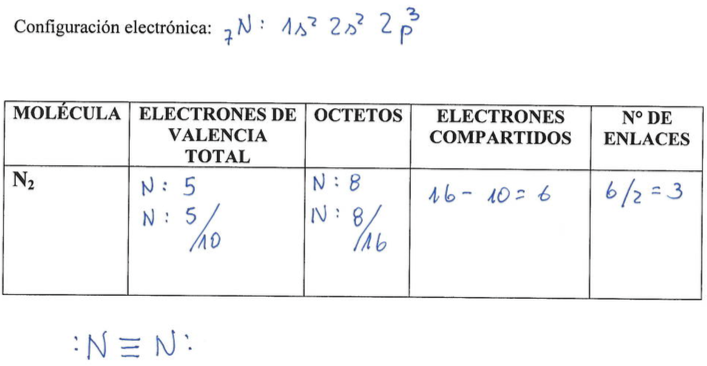 Configuración electrónica: ₇N : 1s² 2s² 2p³
MOLÉCULA | ELECTRONES DE VALENCIA TOTAL | OCTETOS | ELECTRONES COMPARTIDOS | Nº DE ENLACES
N₂ | N : 5 | N : 8 | 16 - 10 = 6 | 6/2 = 3
N : 5 | N : 8
/10 | /16
:N ≡ N: